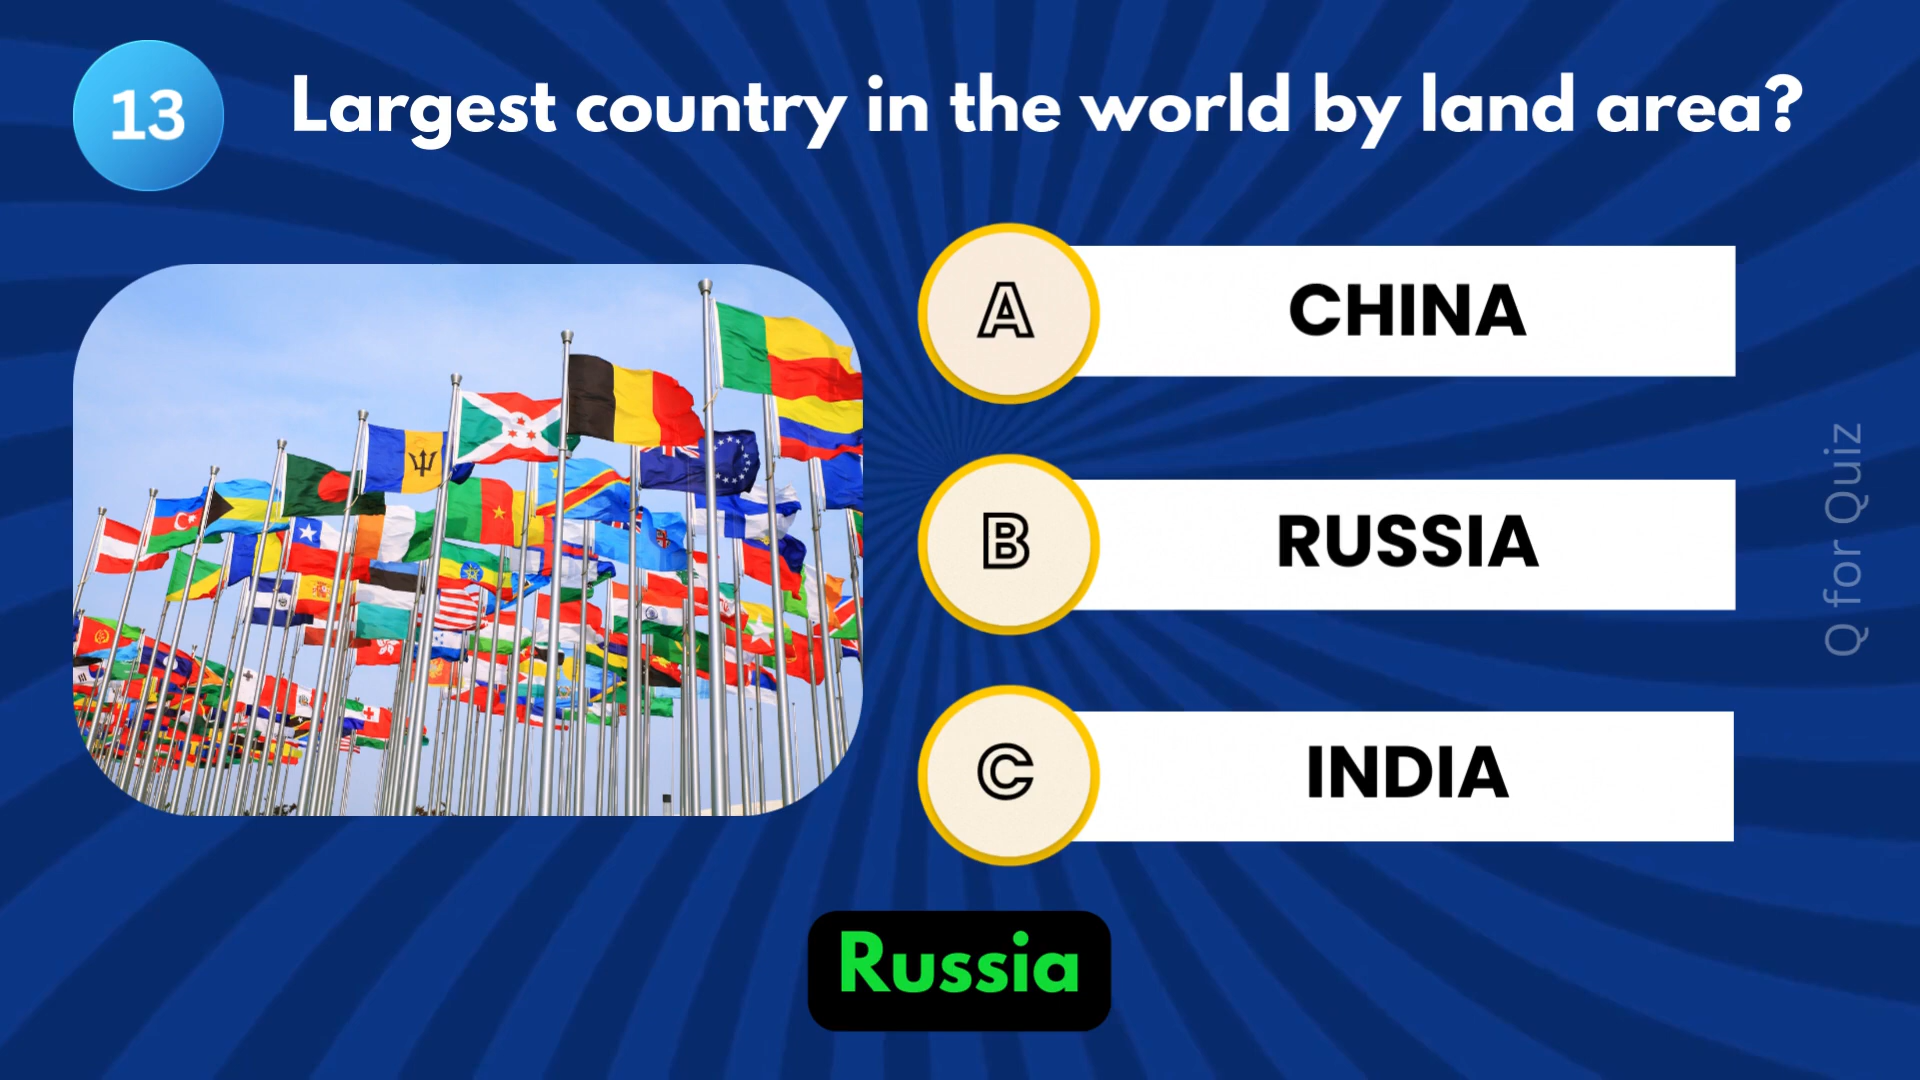 13
Largest country in the world by land area?
A
CHINA
B
RUSSIA
C
INDIA
Q for Quiz
Russia